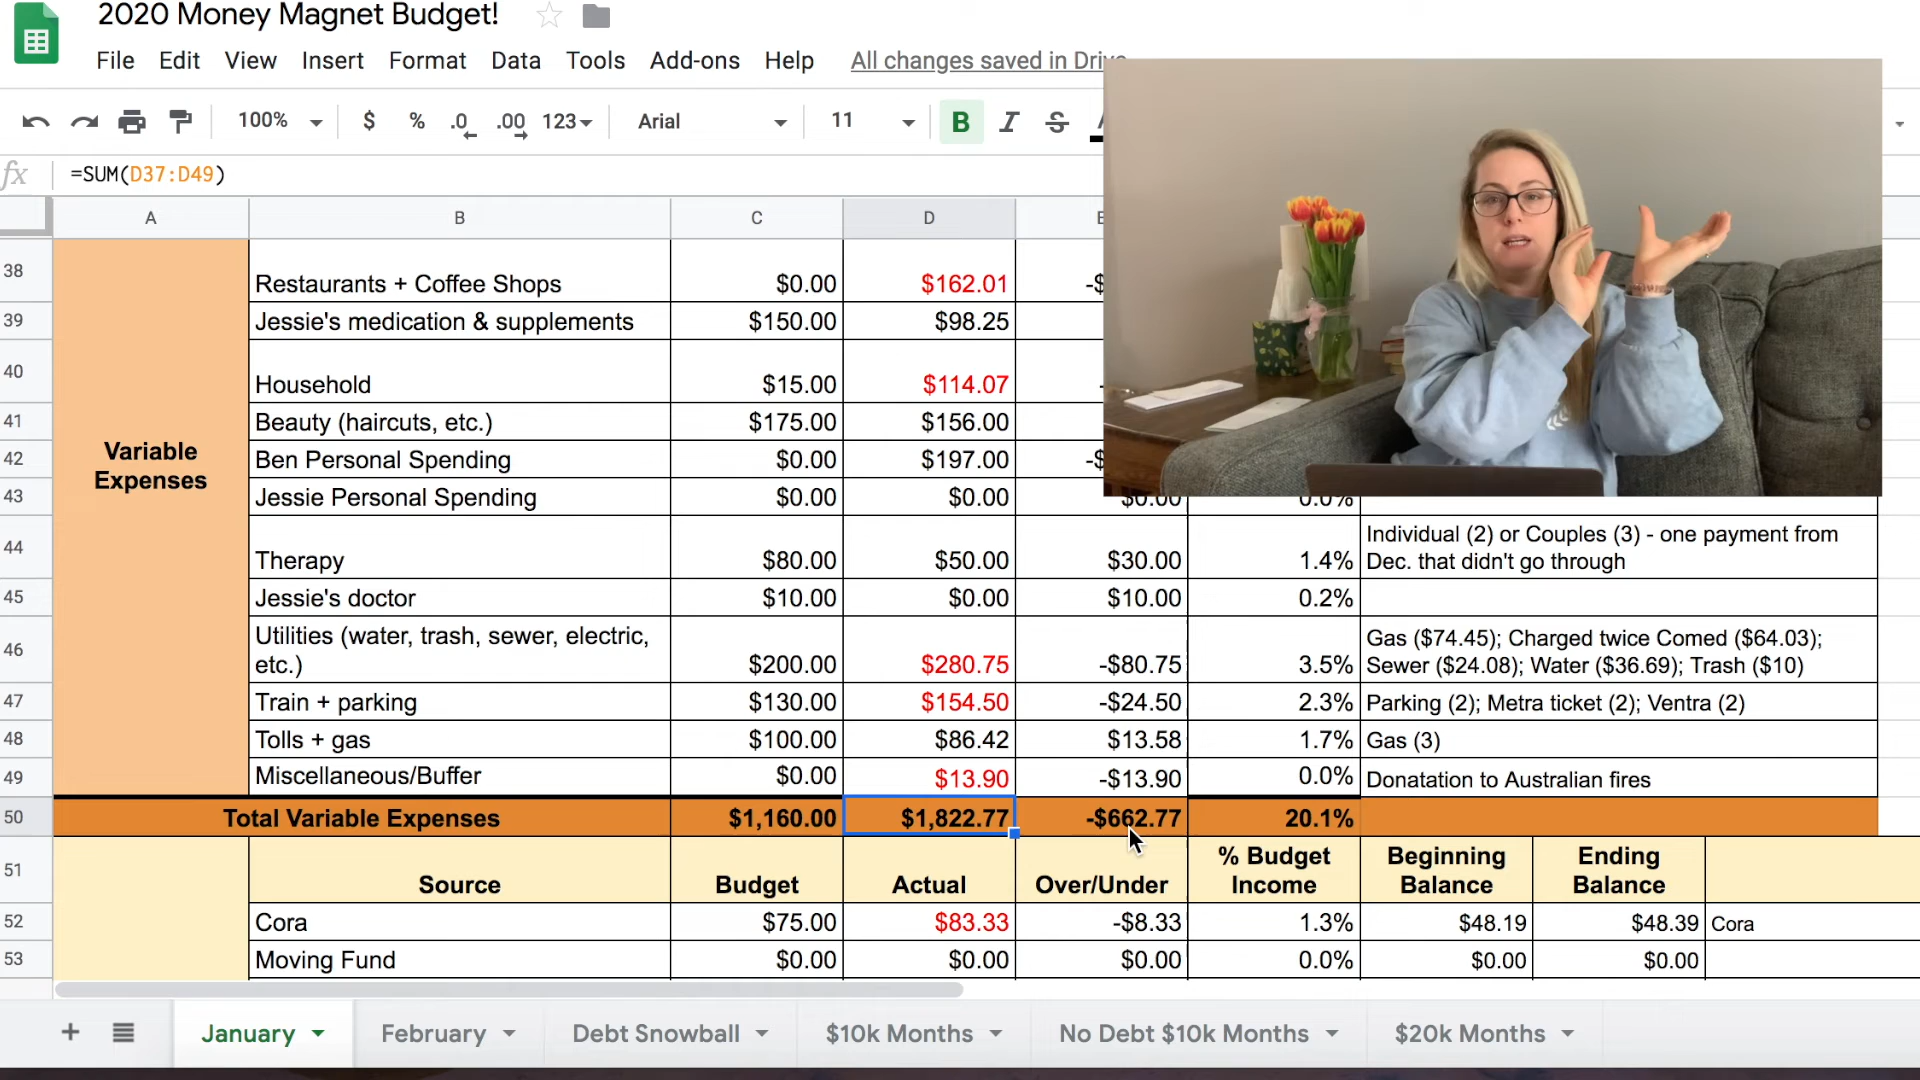 2020 Money Magnet Budget!
File Edit View Insert Format Data Tools Add-ons Help All changes saved in Drive
100% $ % .0 .00 123 Arial 11 B I S
fx =SUM(D37:D49)
A B C D E
38 Restaurants + Coffee Shops $0.00 $162.01 -$
39 Jessie's medication & supplements $150.00 $98.25
40 Household $15.00 $114.07 -
41 Beauty (haircuts, etc.) $175.00 $156.00
Variable
Expenses
42 Ben Personal Spending $0.00 $197.00 -$
43 Jessie Personal Spending $0.00 $0.00 $0.00 0.0%
44 Therapy $80.00 $50.00 $30.00 1.4% Individual (2) or Couples (3) - one payment from
Dec. that didn't go through
45 Jessie's doctor $10.00 $0.00 $10.00 0.2%
46 Utilities (water, trash, sewer, electric,
etc.) $200.00 $280.75 -$80.75 3.5% Gas ($74.45); Charged twice Comed ($64.03);
Sewer ($24.08); Water ($36.69); Trash ($10)
47 Train + parking $130.00 $154.50 -$24.50 2.3% Parking (2); Metra ticket (2); Ventra (2)
48 Tolls + gas $100.00 $86.42 $13.58 1.7% Gas (3)
49 Miscellaneous/Buffer $0.00 $13.90 -$13.90 0.0% Donatation to Australian fires
50 Total Variable Expenses $1,160.00 $1,822.77 -$662.77 20.1%
51 Source Budget Actual Over/Under % Budget Income Beginning Balance Ending Balance
52 Cora $75.00 $83.33 -$8.33 1.3% $48.19 $48.39 Cora
53 Moving Fund $0.00 $0.00 $0.00 0.0% $0.00 $0.00
January February Debt Snowball $10k Months No Debt $10k Months $20k Months